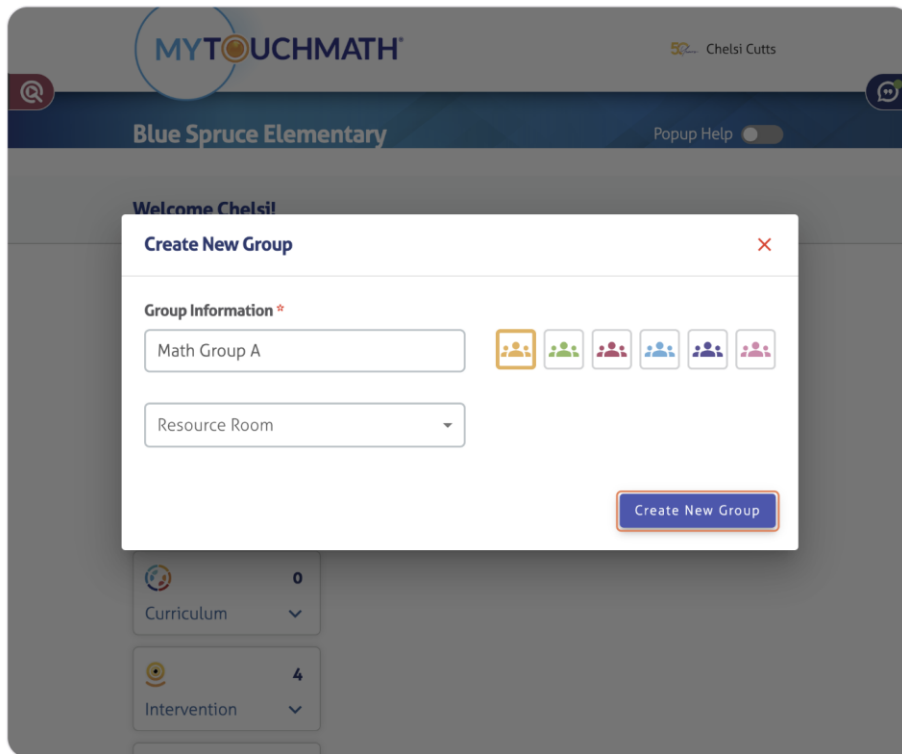 MYTOUCHMATH®
Chelsi Cutts
Blue Spruce Elementary
Popup Help
Welcome Chelsi!
Create New Group
Group Information *
Math Group A
Resource Room
Create New Group
0
Curriculum
4
Intervention